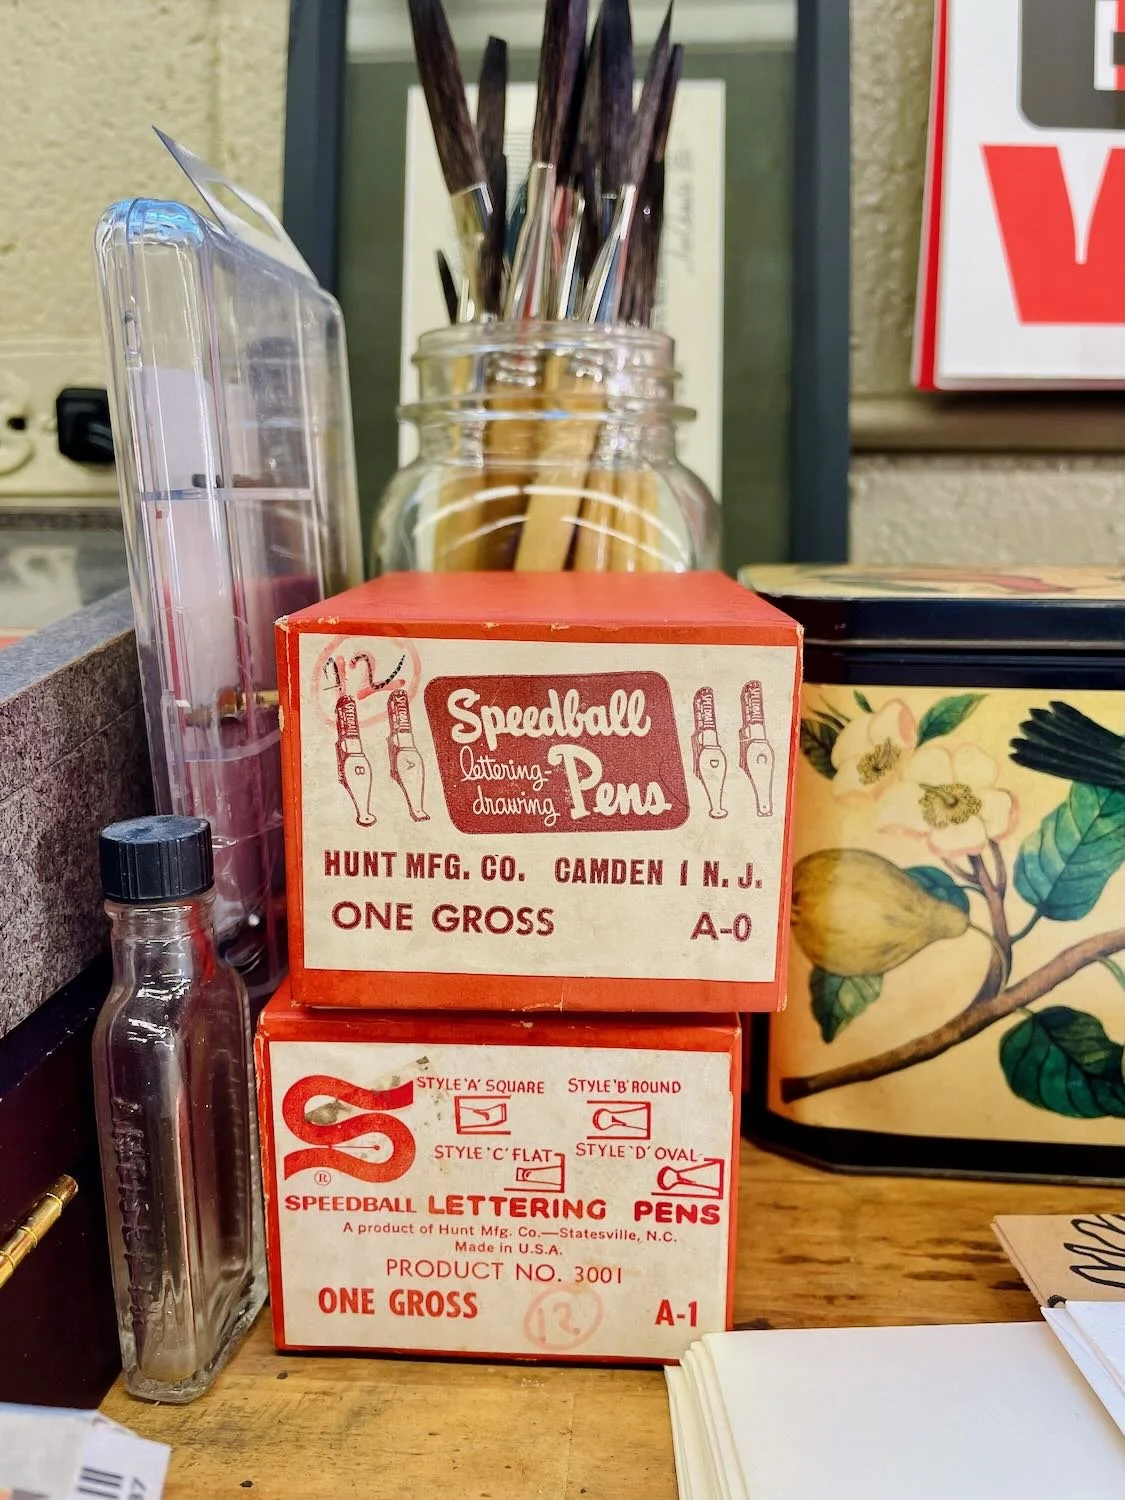 12
Speedball
lettering-
drawing Pens
B
A
D
C
HUNT MFG. CO. CAMDEN 1 N. J.
ONE GROSS A-0
STYLE 'A' SQUARE STYLE 'B' ROUND
STYLE 'C' FLAT STYLE 'D' OVAL
S
®
SPEEDBALL LETTERING PENS
A product of Hunt Mfg. Co.—Statesville, N.C.
Made in U.S.A.
PRODUCT NO. 3001
ONE GROSS 12 A-1
W